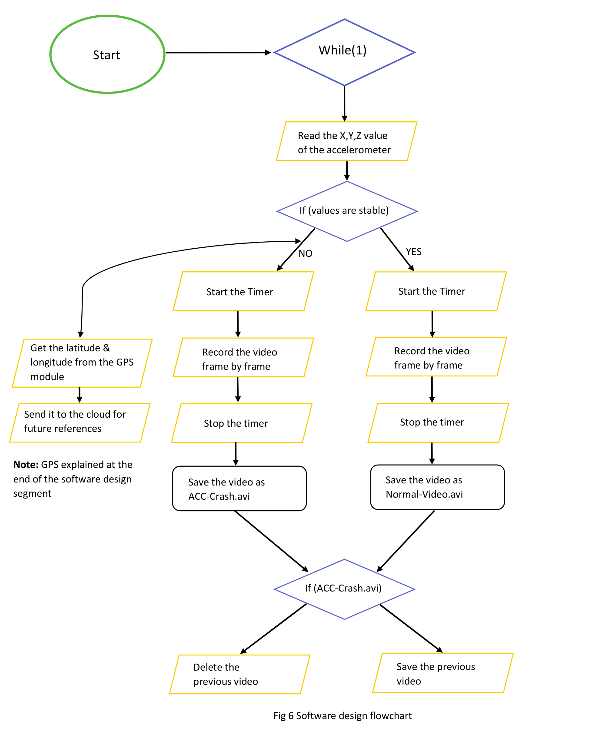 Start
While(1)
Read the X,Y,Z value
of the accelerometer
If (values are stable)
NO
YES
Start the Timer
Start the Timer
Get the latitude &
longitude from the GPS
module
Record the video
frame by frame
Record the video
frame by frame
Send it to the cloud for
future references
Stop the timer
Stop the timer
Note: GPS explained at the
end of the software design
segment
Save the video as
ACC-Crash.avi
Save the video as
Normal-Video.avi
If (ACC-Crash.avi)
Delete the
previous video
Save the previous
video
Fig 6 Software design flowchart